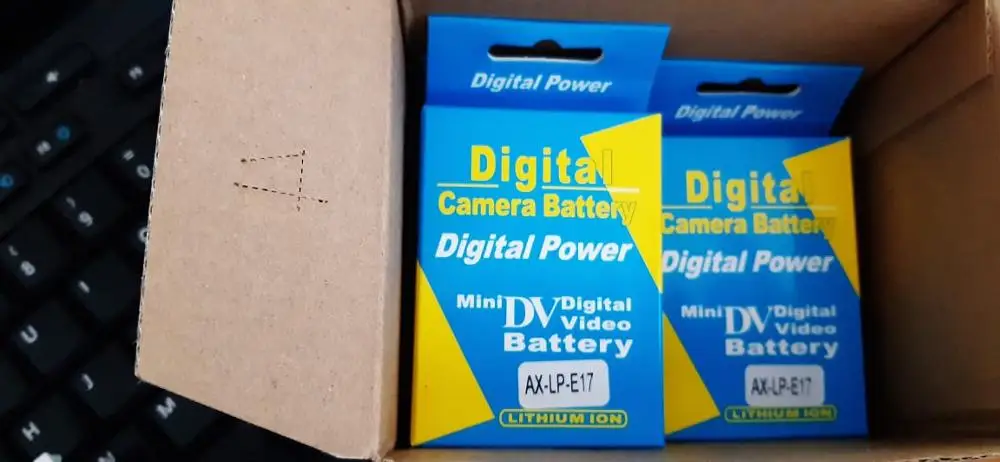 Digital Power
Digital
Camera Battery
Digital Power
Mini DV Digital
Video
Battery
AX-LP-E17
LITHIUM ION
Digital Power
Digital
Camera Battery
Digital Power
Mini DV Digital
Video
Battery
AX-LP-E17
LITHIUM ION
U
J
H
M
N